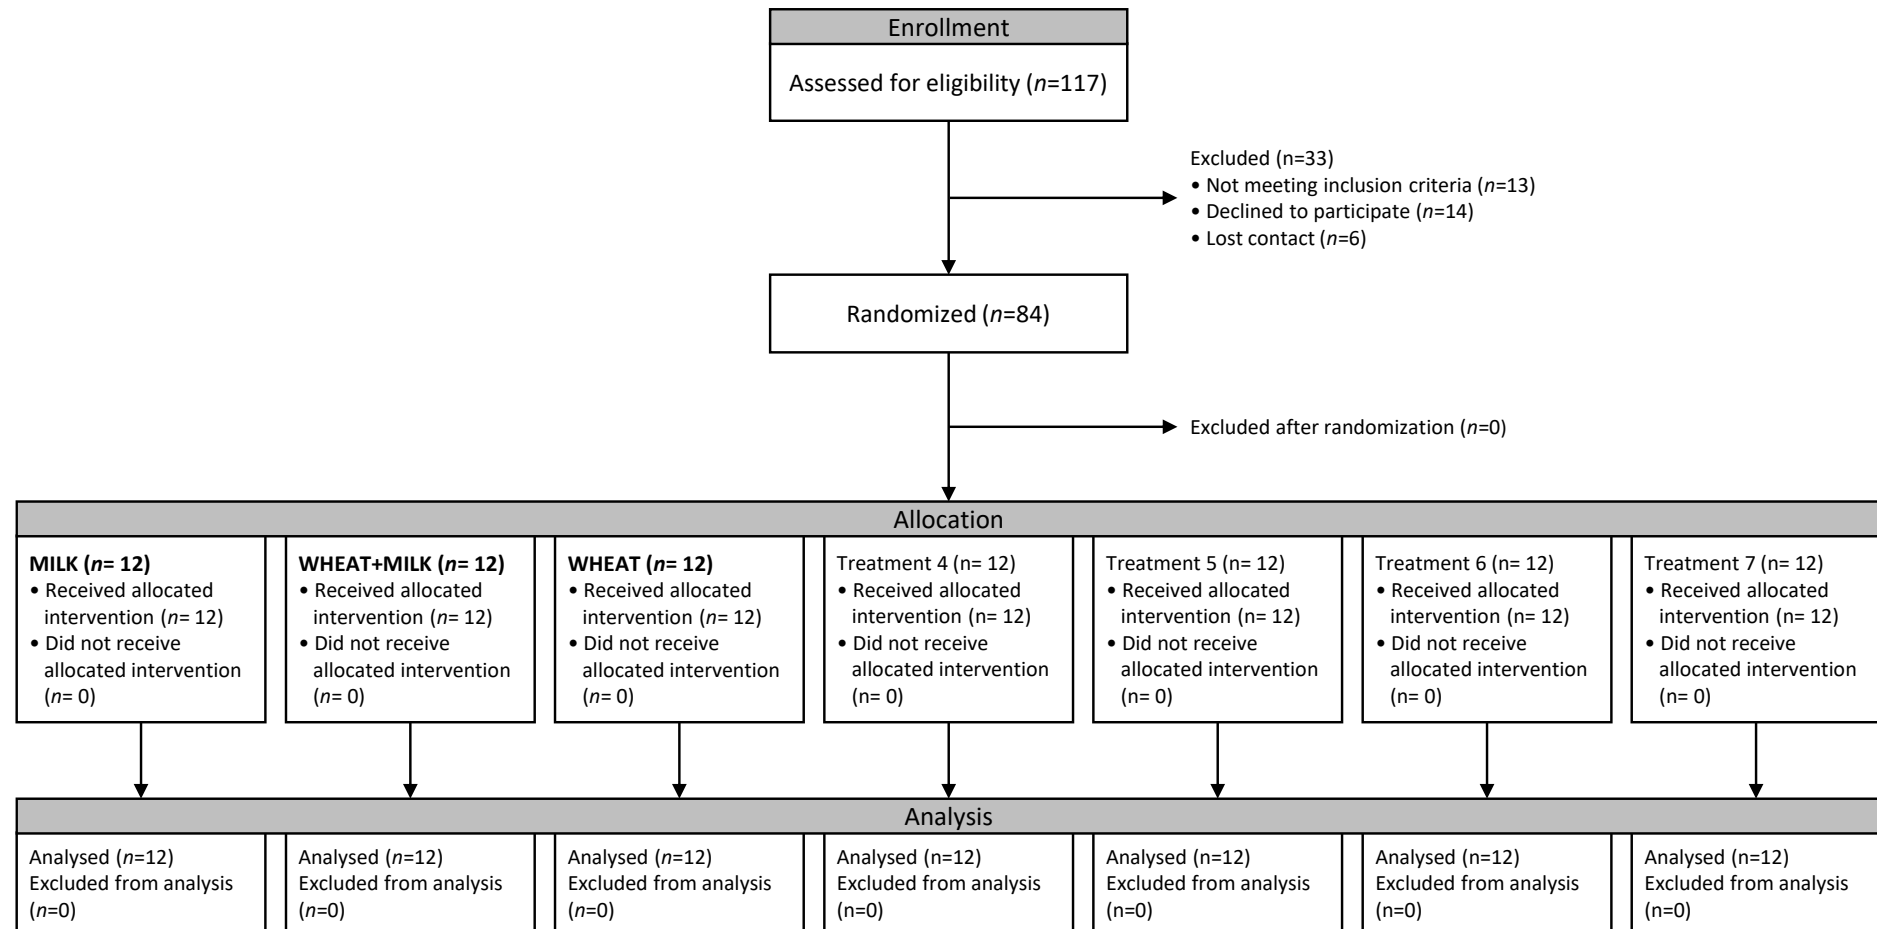 Enrollment
Assessed for eligibility (n=117)
Excluded (n=33)
• Not meeting inclusion criteria (n=13)
• Declined to participate (n=14)
• Lost contact (n=6)
Randomized (n=84)
Excluded after randomization (n=0)
Allocation
MILK (n= 12)
• Received allocated
intervention (n= 12)
• Did not receive
allocated intervention
(n= 0)
WHEAT+MILK (n= 12)
• Received allocated
intervention (n= 12)
• Did not receive
allocated intervention
(n= 0)
WHEAT (n= 12)
• Received allocated
intervention (n= 12)
• Did not receive
allocated intervention
(n= 0)
Treatment 4 (n= 12)
• Received allocated
intervention (n= 12)
• Did not receive
allocated intervention
(n= 0)
Treatment 5 (n= 12)
• Received allocated
intervention (n= 12)
• Did not receive
allocated intervention
(n= 0)
Treatment 6 (n= 12)
• Received allocated
intervention (n= 12)
• Did not receive
allocated intervention
(n= 0)
Treatment 7 (n= 12)
• Received allocated
intervention (n= 12)
• Did not receive
allocated intervention
(n= 0)
Analysis
Analysed (n=12)
Excluded from analysis
(n=0)
Analysed (n=12)
Excluded from analysis
(n=0)
Analysed (n=12)
Excluded from analysis
(n=0)
Analysed (n=12)
Excluded from analysis
(n=0)
Analysed (n=12)
Excluded from analysis
(n=0)
Analysed (n=12)
Excluded from analysis
(n=0)
Analysed (n=12)
Excluded from analysis
(n=0)